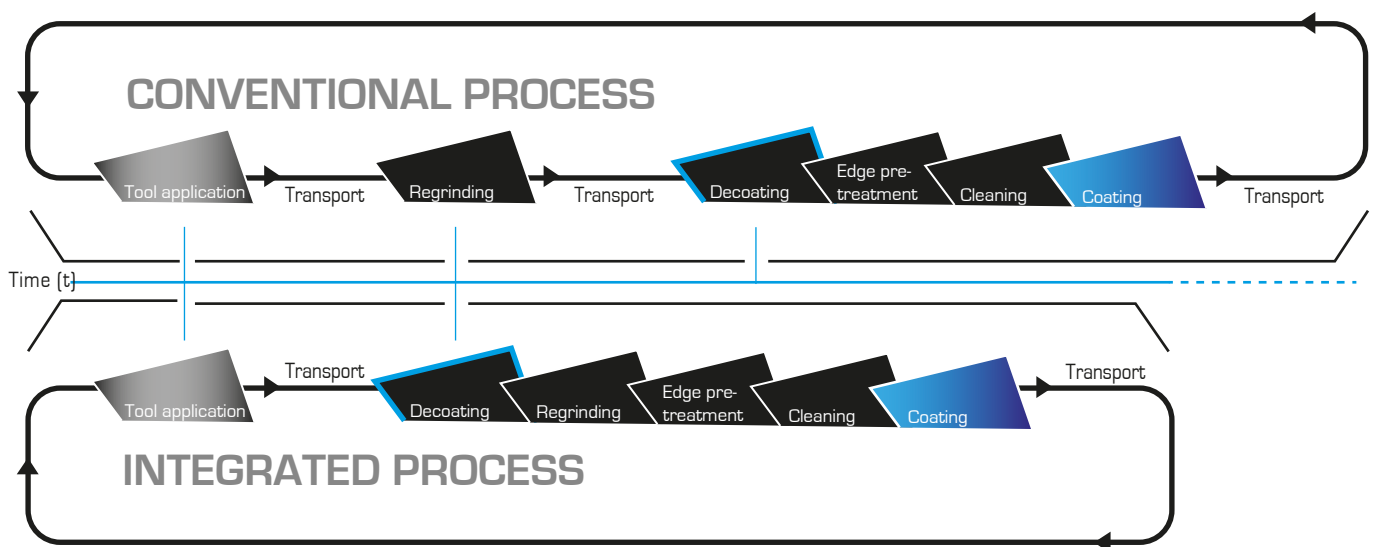 CONVENTIONAL PROCESS
Tool application
Transport
Regrinding
Transport
Decoating
Edge pre-
treatment
Cleaning
Coating
Transport
Time (t)
Tool application
Transport
Decoating
Regrinding
Edge pre-
treatment
Cleaning
Coating
Transport
INTEGRATED PROCESS